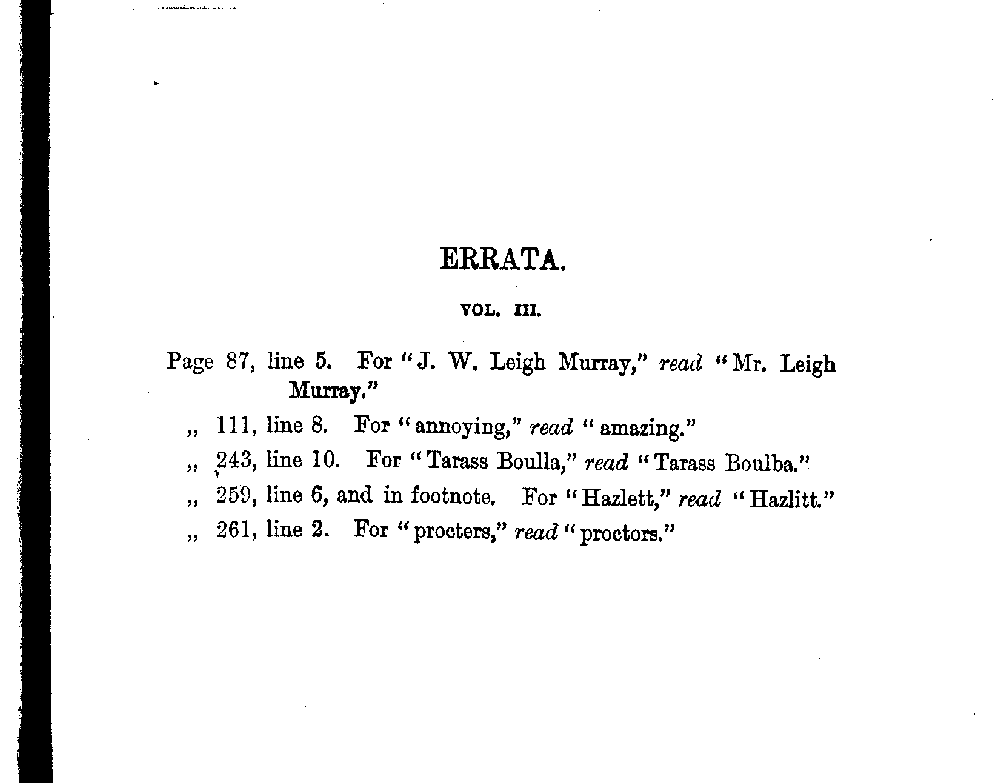 ERRATA.
VOL. III.
Page 87, line 5. For “J. W. Leigh Murray,” read “Mr. Leigh
Murray.”
„ 111, line 8. For “annoying,” read “amazing.”
„ 243, line 10. For “Tarass Boulla,” read “Tarass Boulba.”
„ 259, line 6, and in footnote. For “Hazlett,” read “Hazlitt.”
„ 261, line 2. For “procters,” read “proctors.”